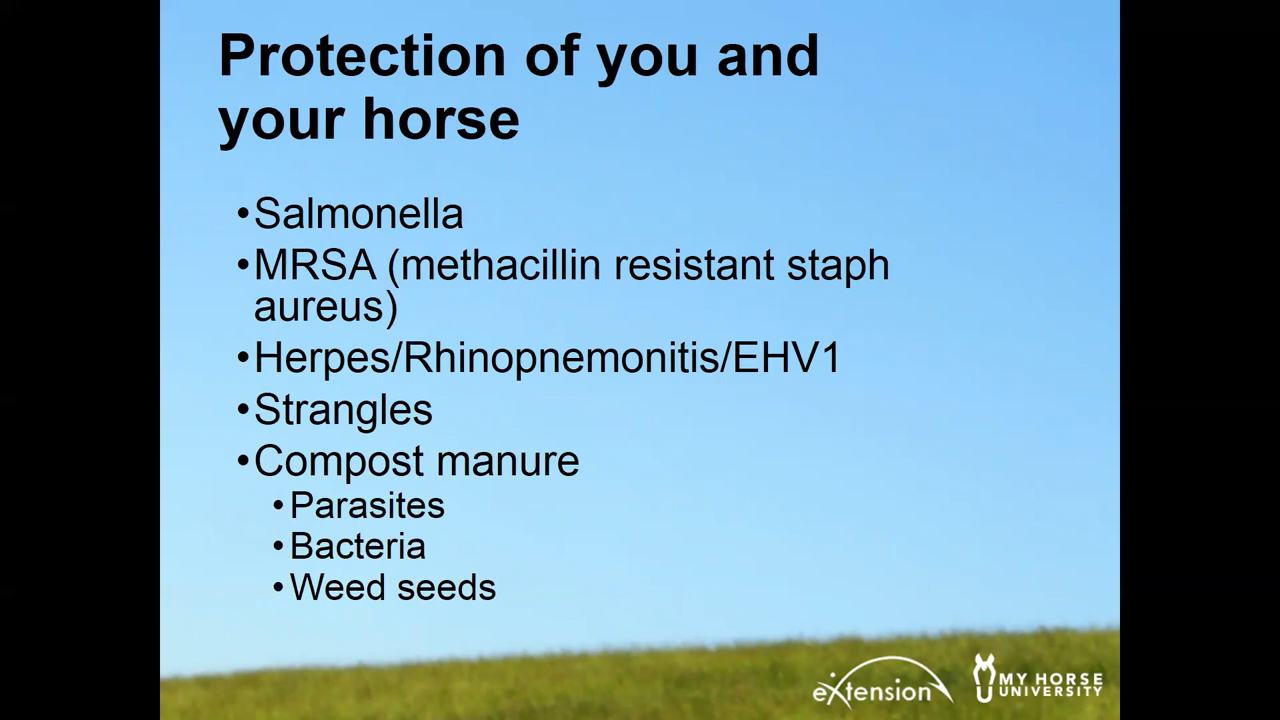 Protection of you and
your horse
•Salmonella
•MRSA (methacillin resistant staph
aureus)
•Herpes/Rhinopnemonitis/EHV1
•Strangles
•Compost manure
•Parasites
•Bacteria
•Weed seeds
eXtension
MY HORSE
UNIVERSITY